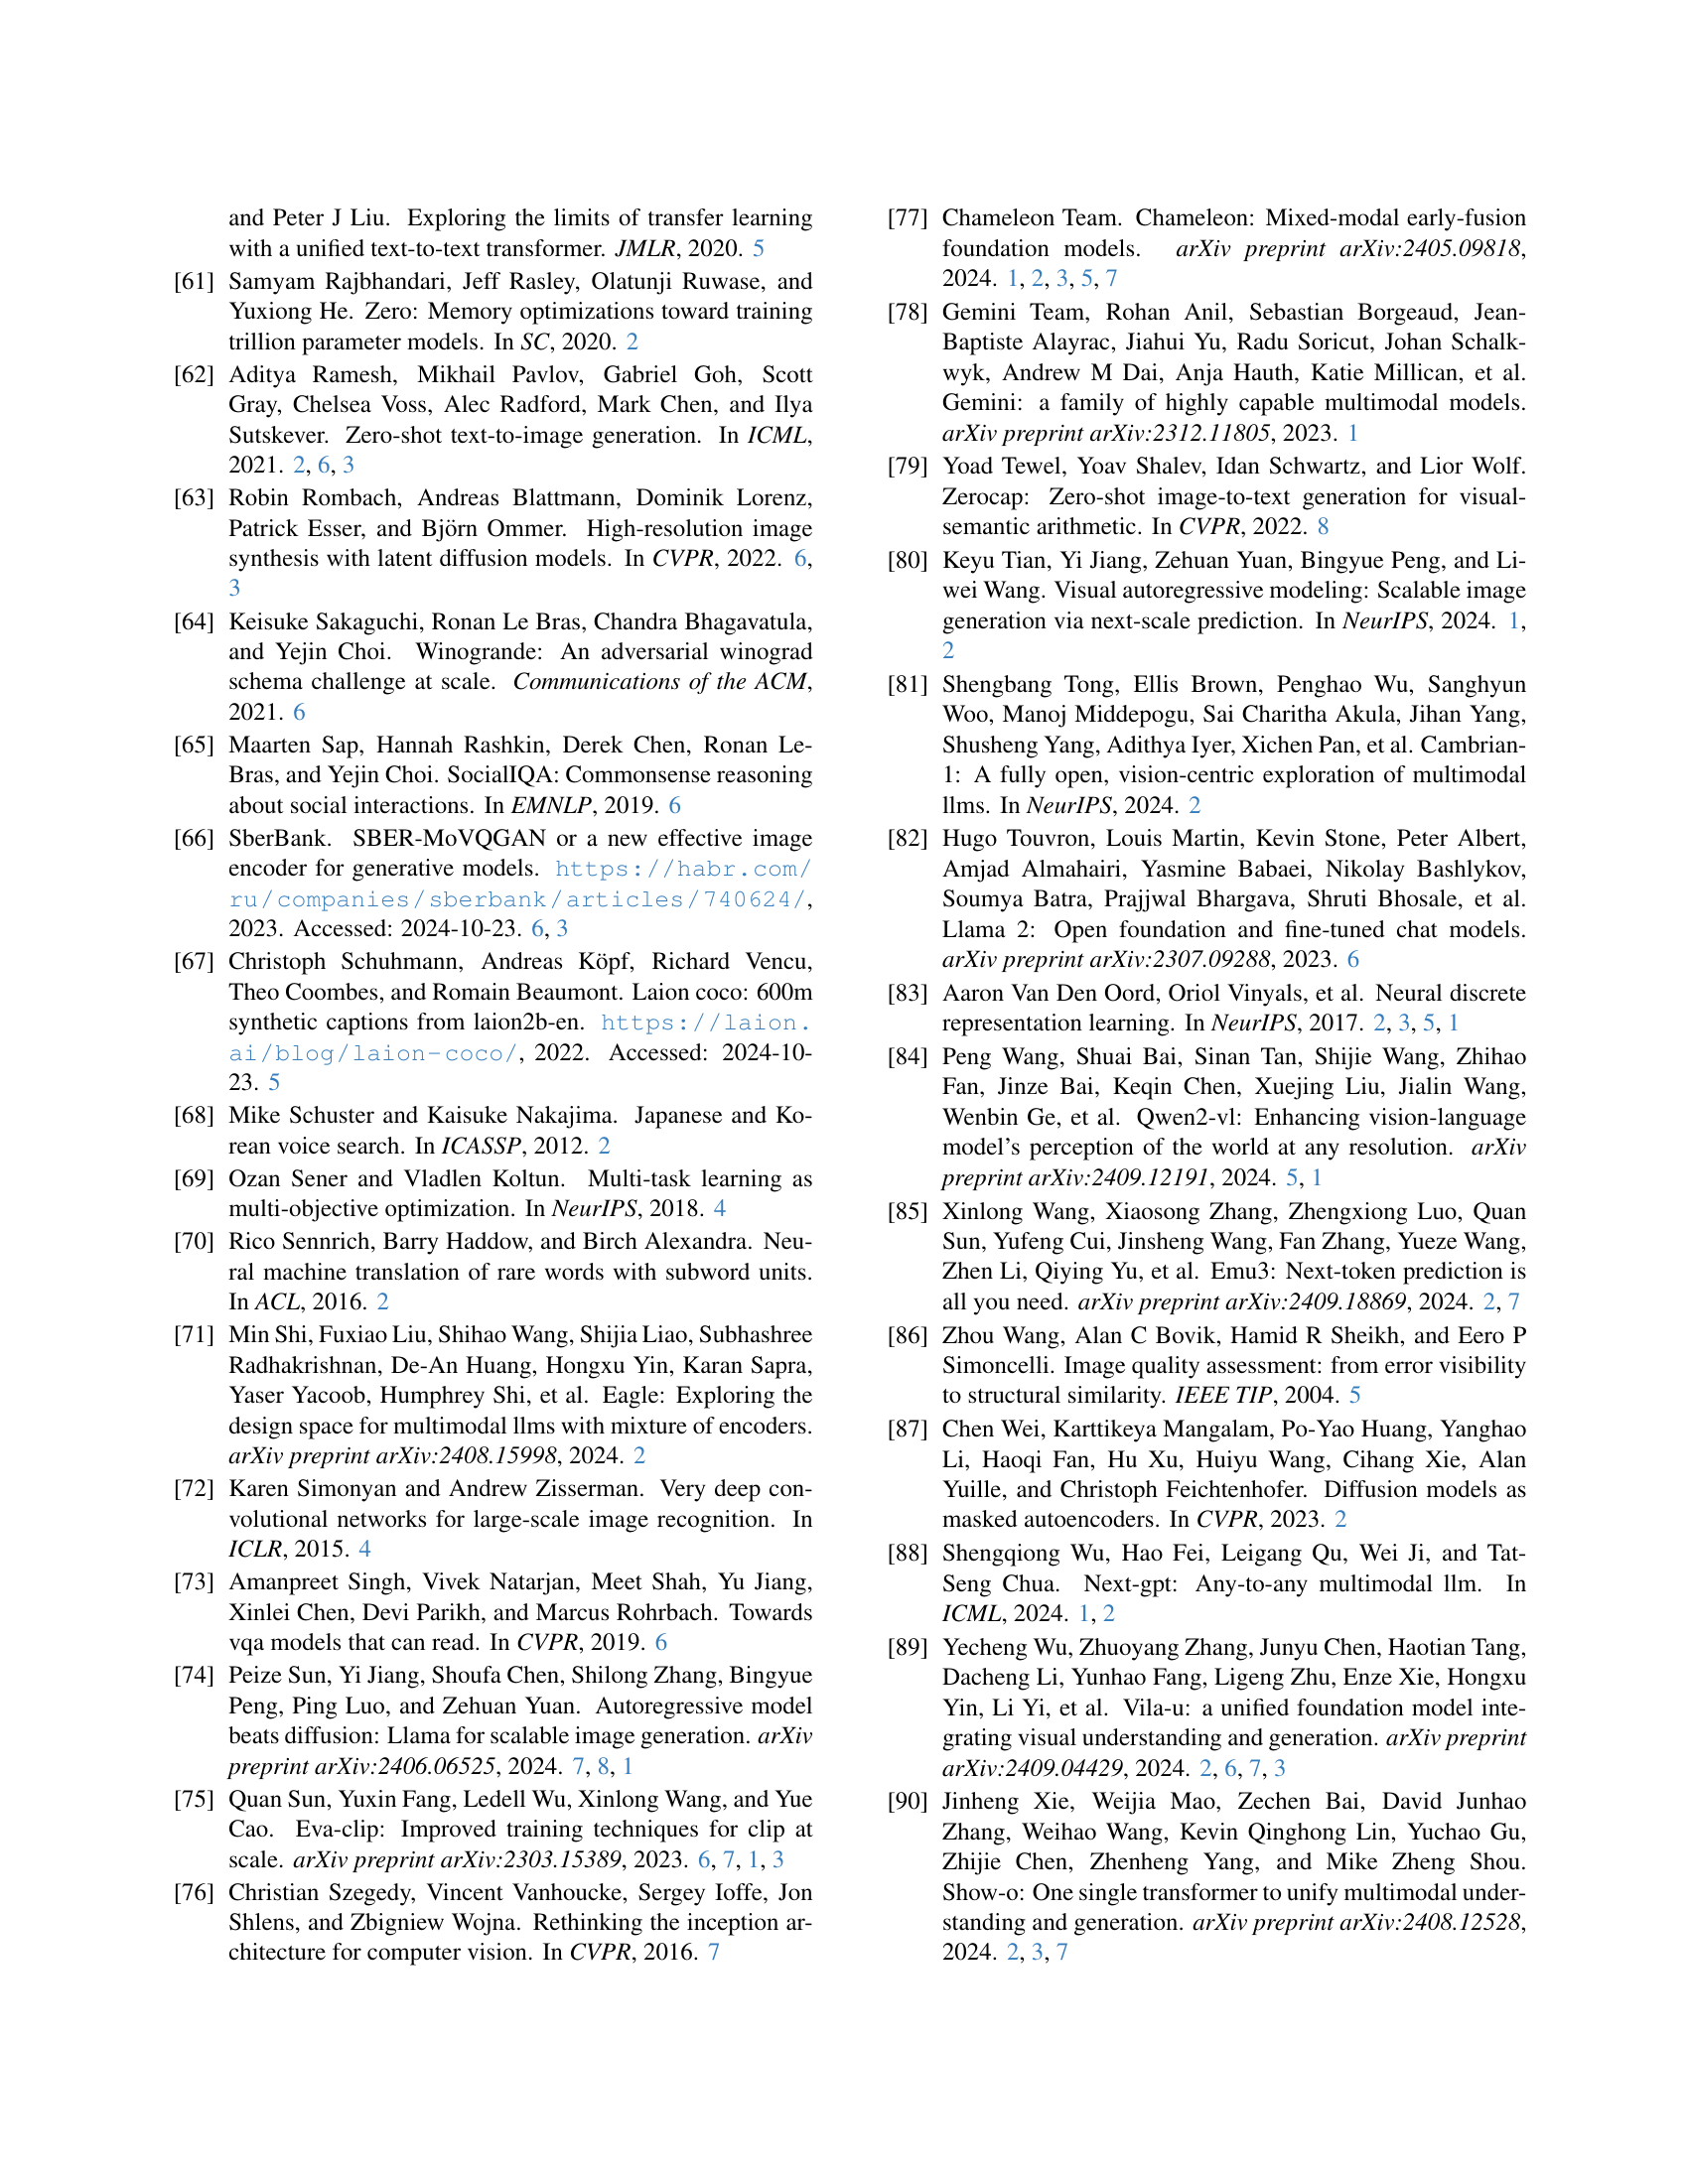 and Peter J Liu. Exploring the limits of transfer learning
with a unified text-to-text transformer. JMLR, 2020. 5
[61] Samyam Rajbhandari, Jeff Rasley, Olatunji Ruwase, and
Yuxiong He. Zero: Memory optimizations toward training
trillion parameter models. In SC, 2020. 2
[62] Aditya Ramesh, Mikhail Pavlov, Gabriel Goh, Scott
Gray, Chelsea Voss, Alec Radford, Mark Chen, and Ilya
Sutskever. Zero-shot text-to-image generation. In ICML,
2021. 2, 6, 3
[63] Robin Rombach, Andreas Blattmann, Dominik Lorenz,
Patrick Esser, and Björn Ommer. High-resolution image
synthesis with latent diffusion models. In CVPR, 2022. 6,
3
[64] Keisuke Sakaguchi, Ronan Le Bras, Chandra Bhagavatula,
and Yejin Choi. Winogrande: An adversarial winograd
schema challenge at scale. Communications of the ACM,
2021. 6
[65] Maarten Sap, Hannah Rashkin, Derek Chen, Ronan Le-
Bras, and Yejin Choi. SocialIQA: Commonsense reasoning
about social interactions. In EMNLP, 2019. 6
[66] SberBank. SBER-MoVQGAN or a new effective image
encoder for generative models. https://habr.com/
ru/companies/sberbank/articles/740624/,
2023. Accessed: 2024-10-23. 6, 3
[67] Christoph Schuhmann, Andreas Köpf, Richard Vencu,
Theo Coombes, and Romain Beaumont. Laion coco: 600m
synthetic captions from laion2b-en. https://laion.
ai/blog/laion-coco/, 2022. Accessed: 2024-10-
23. 5
[68] Mike Schuster and Kaisuke Nakajima. Japanese and Ko-
rean voice search. In ICASSP, 2012. 2
[69] Ozan Sener and Vladlen Koltun. Multi-task learning as
multi-objective optimization. In NeurIPS, 2018. 4
[70] Rico Sennrich, Barry Haddow, and Birch Alexandra. Neu-
ral machine translation of rare words with subword units.
In ACL, 2016. 2
[71] Min Shi, Fuxiao Liu, Shihao Wang, Shijia Liao, Subhashree
Radhakrishnan, De-An Huang, Hongxu Yin, Karan Sapra,
Yaser Yacoob, Humphrey Shi, et al. Eagle: Exploring the
design space for multimodal llms with mixture of encoders.
arXiv preprint arXiv:2408.15998, 2024. 2
[72] Karen Simonyan and Andrew Zisserman. Very deep con-
volutional networks for large-scale image recognition. In
ICLR, 2015. 4
[73] Amanpreet Singh, Vivek Natarjan, Meet Shah, Yu Jiang,
Xinlei Chen, Devi Parikh, and Marcus Rohrbach. Towards
vqa models that can read. In CVPR, 2019. 6
[74] Peize Sun, Yi Jiang, Shoufa Chen, Shilong Zhang, Bingyue
Peng, Ping Luo, and Zehuan Yuan. Autoregressive model
beats diffusion: Llama for scalable image generation. arXiv
preprint arXiv:2406.06525, 2024. 7, 8, 1
[75] Quan Sun, Yuxin Fang, Ledell Wu, Xinlong Wang, and Yue
Cao. Eva-clip: Improved training techniques for clip at
scale. arXiv preprint arXiv:2303.15389, 2023. 6, 7, 1, 3
[76] Christian Szegedy, Vincent Vanhoucke, Sergey Ioffe, Jon
Shlens, and Zbigniew Wojna. Rethinking the inception ar-
chitecture for computer vision. In CVPR, 2016. 7
[77] Chameleon Team. Chameleon: Mixed-modal early-fusion
foundation models. arXiv preprint arXiv:2405.09818,
2024. 1, 2, 3, 5, 7
[78] Gemini Team, Rohan Anil, Sebastian Borgeaud, Jean-
Baptiste Alayrac, Jiahui Yu, Radu Soricut, Johan Schalk-
wyk, Andrew M Dai, Anja Hauth, Katie Millican, et al.
Gemini: a family of highly capable multimodal models.
arXiv preprint arXiv:2312.11805, 2023. 1
[79] Yoad Tewel, Yoav Shalev, Idan Schwartz, and Lior Wolf.
Zerocap: Zero-shot image-to-text generation for visual-
semantic arithmetic. In CVPR, 2022. 8
[80] Keyu Tian, Yi Jiang, Zehuan Yuan, Bingyue Peng, and Li-
wei Wang. Visual autoregressive modeling: Scalable image
generation via next-scale prediction. In NeurIPS, 2024. 1,
2
[81] Shengbang Tong, Ellis Brown, Penghao Wu, Sanghyun
Woo, Manoj Middepogu, Sai Charitha Akula, Jihan Yang,
Shusheng Yang, Adithya Iyer, Xichen Pan, et al. Cambrian-
1: A fully open, vision-centric exploration of multimodal
llms. In NeurIPS, 2024. 2
[82] Hugo Touvron, Louis Martin, Kevin Stone, Peter Albert,
Amjad Almahairi, Yasmine Babaei, Nikolay Bashlykov,
Soumya Batra, Prajjwal Bhargava, Shruti Bhosale, et al.
Llama 2: Open foundation and fine-tuned chat models.
arXiv preprint arXiv:2307.09288, 2023. 6
[83] Aaron Van Den Oord, Oriol Vinyals, et al. Neural discrete
representation learning. In NeurIPS, 2017. 2, 3, 5, 1
[84] Peng Wang, Shuai Bai, Sinan Tan, Shijie Wang, Zhihao
Fan, Jinze Bai, Keqin Chen, Xuejing Liu, Jialin Wang,
Wenbin Ge, et al. Qwen2-vl: Enhancing vision-language
model's perception of the world at any resolution. arXiv
preprint arXiv:2409.12191, 2024. 5, 1
[85] Xinlong Wang, Xiaosong Zhang, Zhengxiong Luo, Quan
Sun, Yufeng Cui, Jinsheng Wang, Fan Zhang, Yueze Wang,
Zhen Li, Qiying Yu, et al. Emu3: Next-token prediction is
all you need. arXiv preprint arXiv:2409.18869, 2024. 2, 7
[86] Zhou Wang, Alan C Bovik, Hamid R Sheikh, and Eero P
Simoncelli. Image quality assessment: from error visibility
to structural similarity. IEEE TIP, 2004. 5
[87] Chen Wei, Karttikeya Mangalam, Po-Yao Huang, Yanghao
Li, Haoqi Fan, Hu Xu, Huiyu Wang, Cihang Xie, Alan
Yuille, and Christoph Feichtenhofer. Diffusion models as
masked autoencoders. In CVPR, 2023. 2
[88] Shengqiong Wu, Hao Fei, Leigang Qu, Wei Ji, and Tat-
Seng Chua. Next-gpt: Any-to-any multimodal llm. In
ICML, 2024. 1, 2
[89] Yecheng Wu, Zhuoyang Zhang, Junyu Chen, Haotian Tang,
Dacheng Li, Yunhao Fang, Ligeng Zhu, Enze Xie, Hongxu
Yin, Li Yi, et al. Vila-u: a unified foundation model inte-
grating visual understanding and generation. arXiv preprint
arXiv:2409.04429, 2024. 2, 6, 7, 3
[90] Jinheng Xie, Weijia Mao, Zechen Bai, David Junhao
Zhang, Weihao Wang, Kevin Qinghong Lin, Yuchao Gu,
Zhijie Chen, Zhenheng Yang, and Mike Zheng Shou.
Show-o: One single transformer to unify multimodal under-
standing and generation. arXiv preprint arXiv:2408.12528,
2024. 2, 3, 7